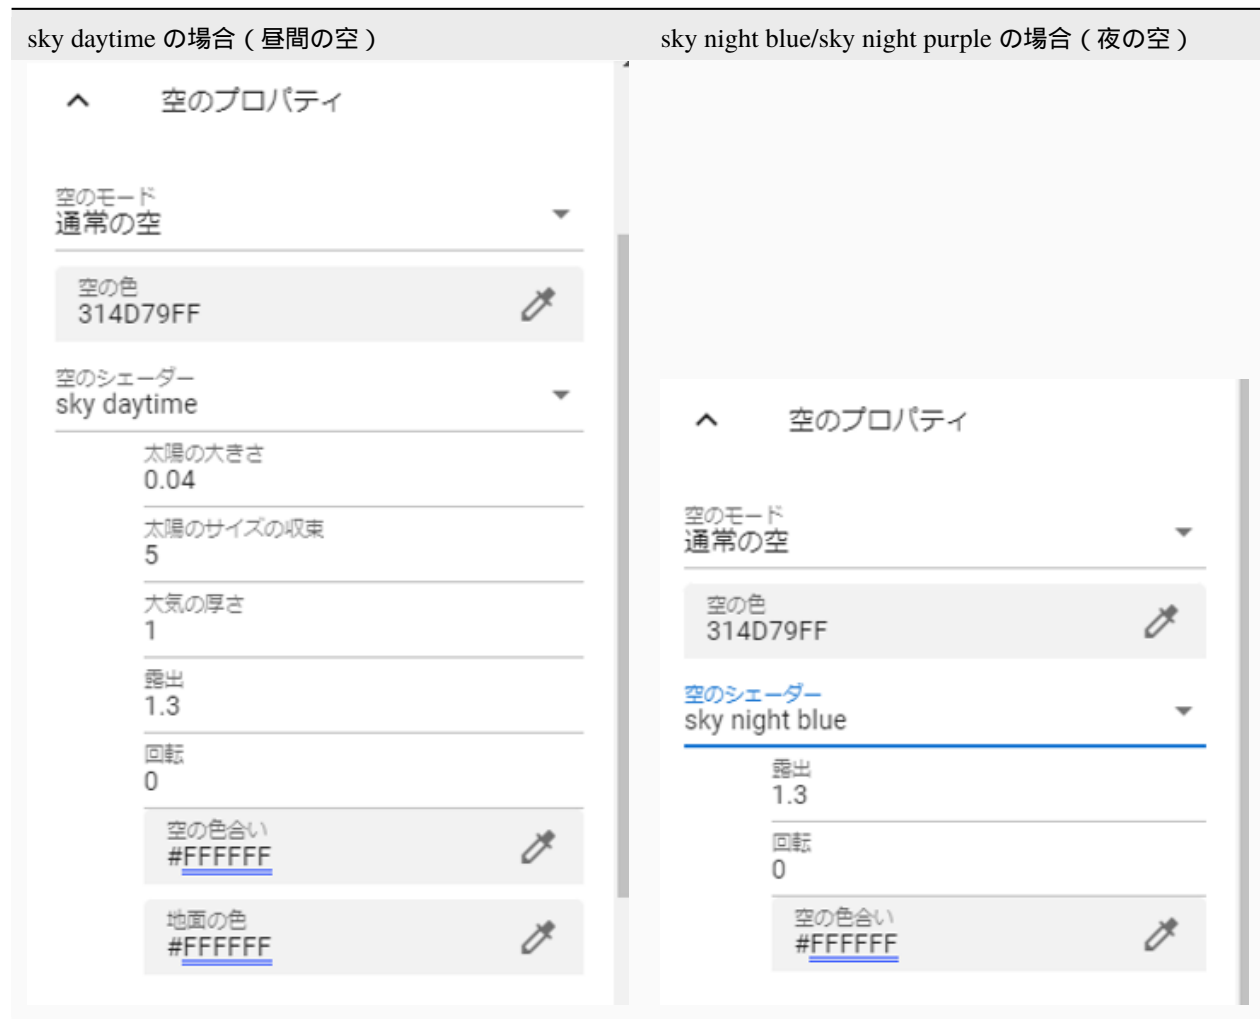 sky daytime の場合（昼間の空）
sky night blue/sky night purple の場合（夜の空）
空のプロパティ
空のモード
通常の空
空の色
314D79FF
空のシェーダー
sky daytime
太陽の大きさ
0.04
太陽のサイズの収束
5
大気の厚さ
1
露出
1.3
回転
0
空の色合い
#FFFFFF
地面の色
#FFFFFF
空のプロパティ
空のモード
通常の空
空の色
314D79FF
空のシェーダー
sky night blue
露出
1.3
回転
0
空の色合い
#FFFFFF